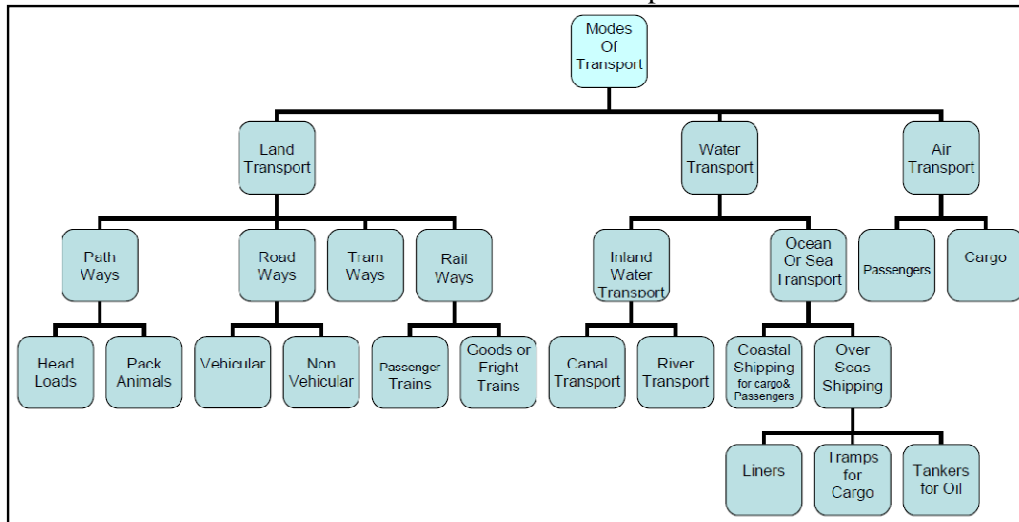 Modes
Of
Transport
Land
Transport
Water
Transport
Air
Transport
Path
Ways
Road
Ways
Tram
Ways
Rail
Ways
Inland
Water
Transport
Ocean
Or Sea
Transport
Passengers
Cargo
Head
Loads
Pack
Animals
Vehicular
Non
Vehicular
Passenger
Trains
Goods or
Fright
Trains
Canal
Transport
River
Transport
Coastal
Shipping
for cargo&
Passengers
Over
Seas
Shipping
Liners
Tramps
for
Cargo
Tankers
for Oil